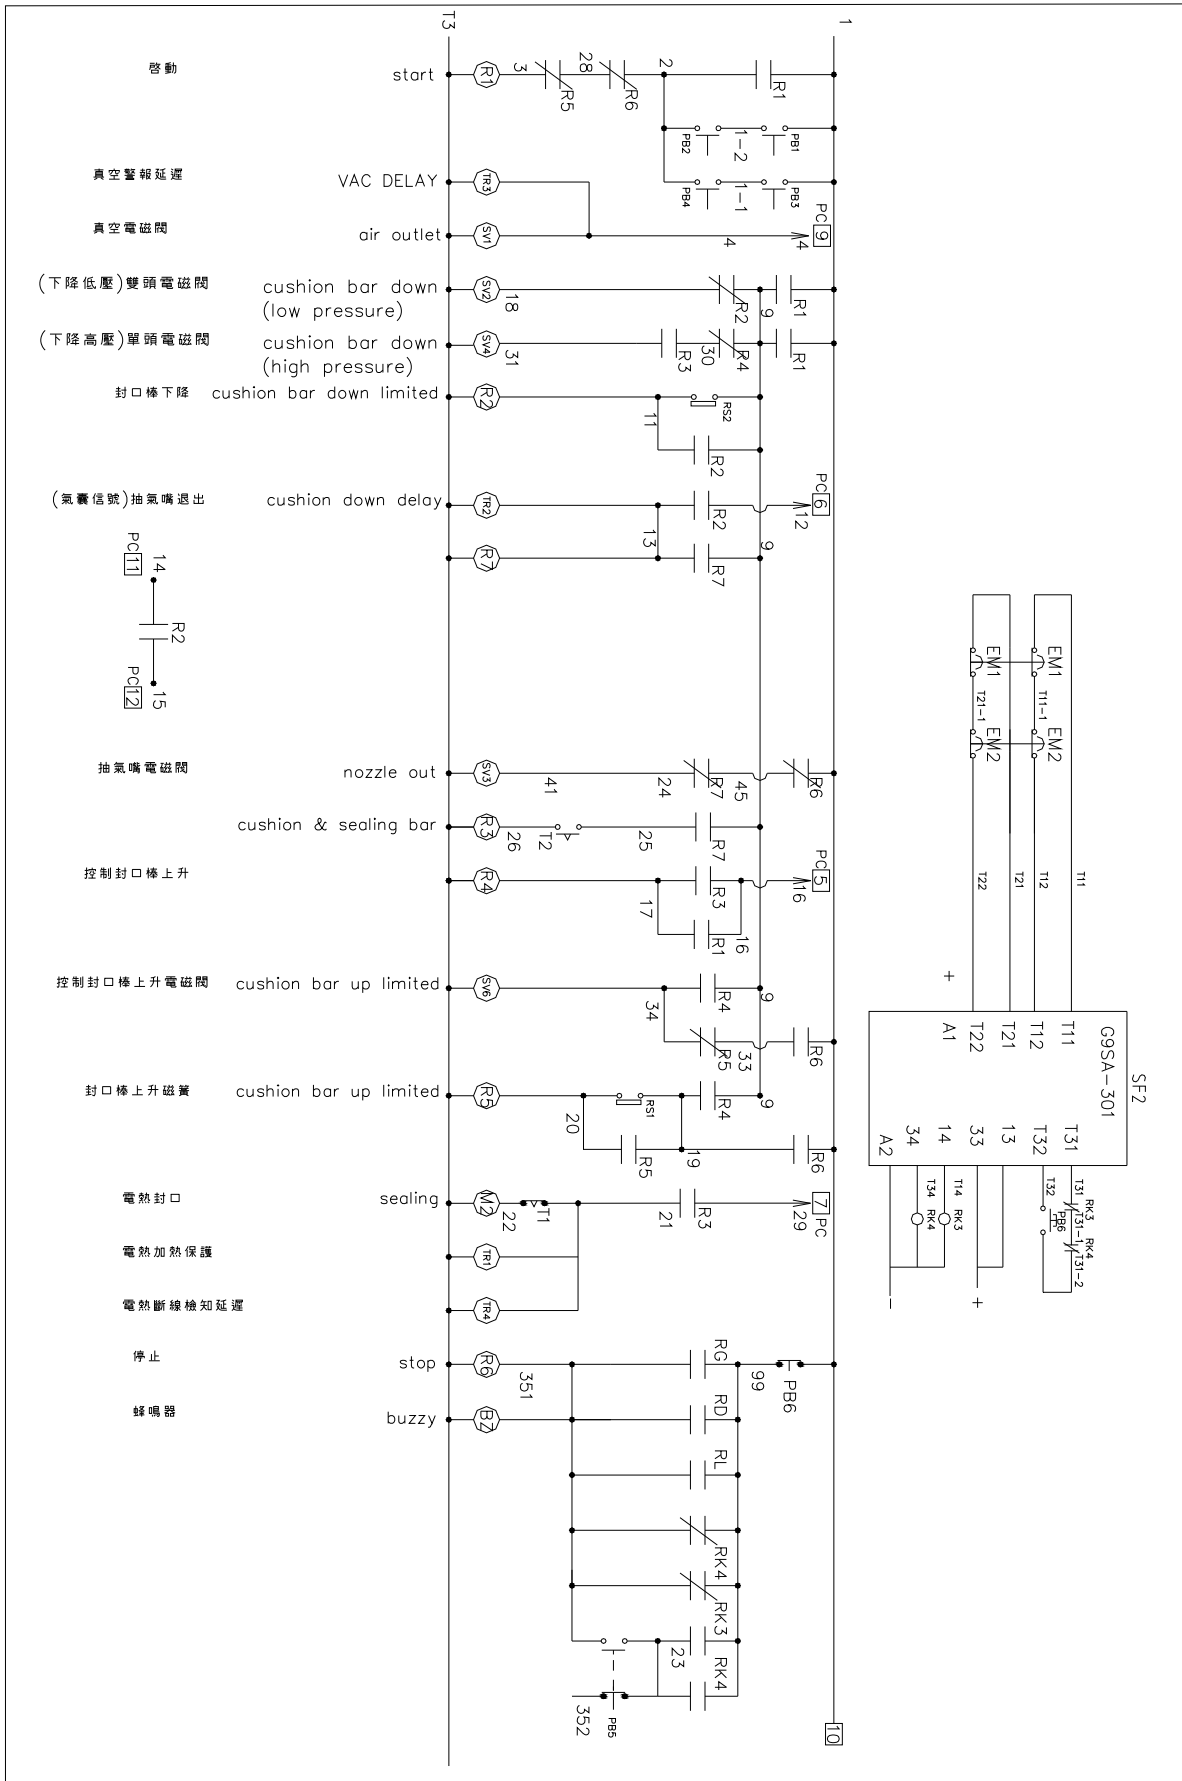 T3
1
啓動
start
R1
3
R5
28
R6
2
R1
PB2
1-2
PB1
PB4
1-1
PB3
真空警報延遲
VAC DELAY
TR3
真空電磁閥
air outlet
SV1
4
4
PC 9
(下降低壓)雙頭電磁閥
cushion bar down
(low pressure)
SV2
18
R2
9
R1
(下降高壓)單頭電磁閥
cushion bar down
(high pressure)
SV4
31
R3
30
R4
R1
封口棒下降
cushion bar down limited
R2
11
RS2
R2
(氣囊信號)抽氣嘴退出
cushion down delay
TR2
13
R2
12
PC 6
R7
R7
9
PC 11
14
R2
PC 12
15
EM1
EM1
T21-1
T11-1
EM2
EM2
T22
T21
T12
T11
抽氣嘴電磁閥
nozzle out
SV3
41
24
R7
45
R6
cushion & sealing bar
R3
26
T2
25
R7
控制封口棒上升
R4
17
R3
16
PC 5
R1
16
控制封口棒上升電磁閥
cushion bar up limited
SV6
34
R4
9
R5
33
R6
封口棒上升磁簧
cushion bar up limited
R5
20
RS1
R4
9
R5
19
R6
+
A1
T22
T21
T12
T11
G9SA-301
SF2
A2
34
14
33
13
T32
T31
T34
RK4
T14
RK3
T32
PB6
T31
RK3
T31-1
RK4
T31-2
-
+
電熱封口
sealing
M2
22
T1
21
R3
29
7 PC
電熱加熱保護
TR1
電熱斷線檢知延遲
TR4
停止
stop
R6
351
RG
99
PB6
蜂鳴器
buzzy
BZ
RD
RL
RK4
RK3
23
RK4
352
PB5
10